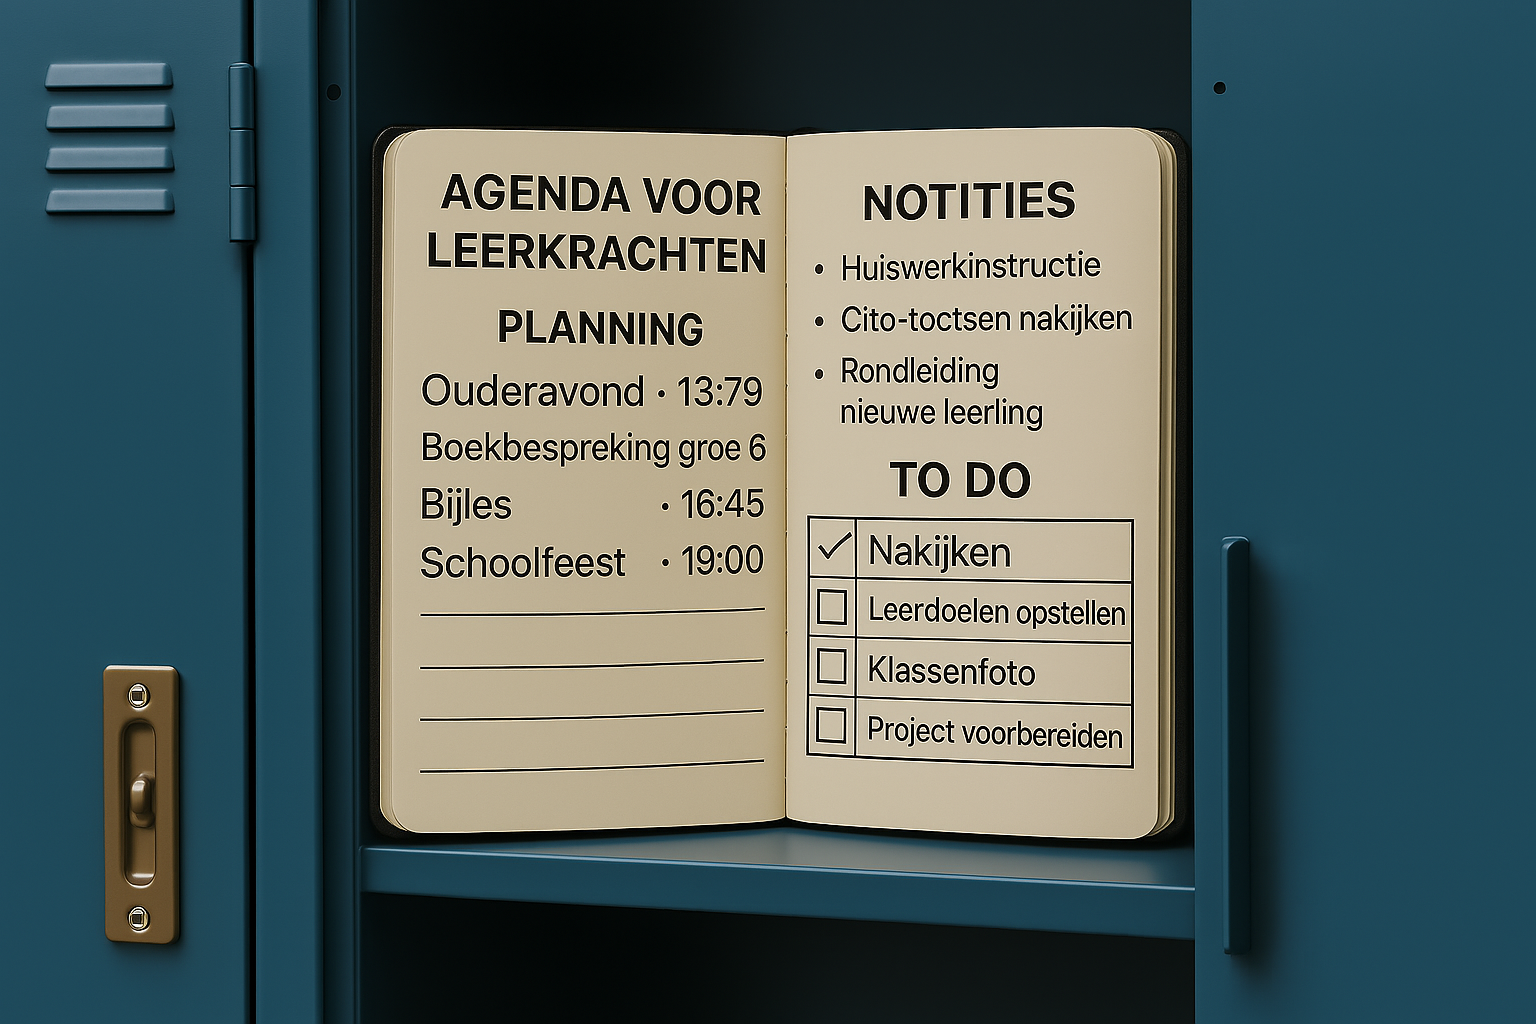 AGENDA VOOR
LEERKRACHTEN
PLANNING
Ouderavond · 13:79
Boekbespreking groe 6
Bijles · 16:45
Schoolfeest · 19:00
NOTITIES
• Huiswerkinstructie
• Cito-toctsen nakijken
• Rondleiding
nieuwe leerling
TO DO
✓ Nakijken
☐ Leerdoelen opstellen
☐ Klassenfoto
☐ Project voorbereiden